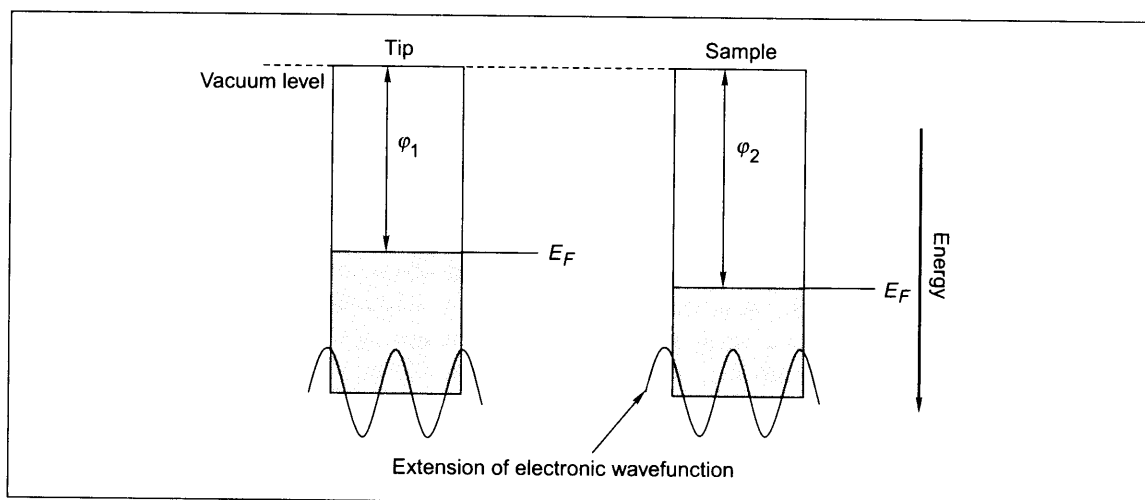 Tip
Sample
Vacuum level
φ1
φ2
EF
EF
Energy
Extension of electronic wavefunction